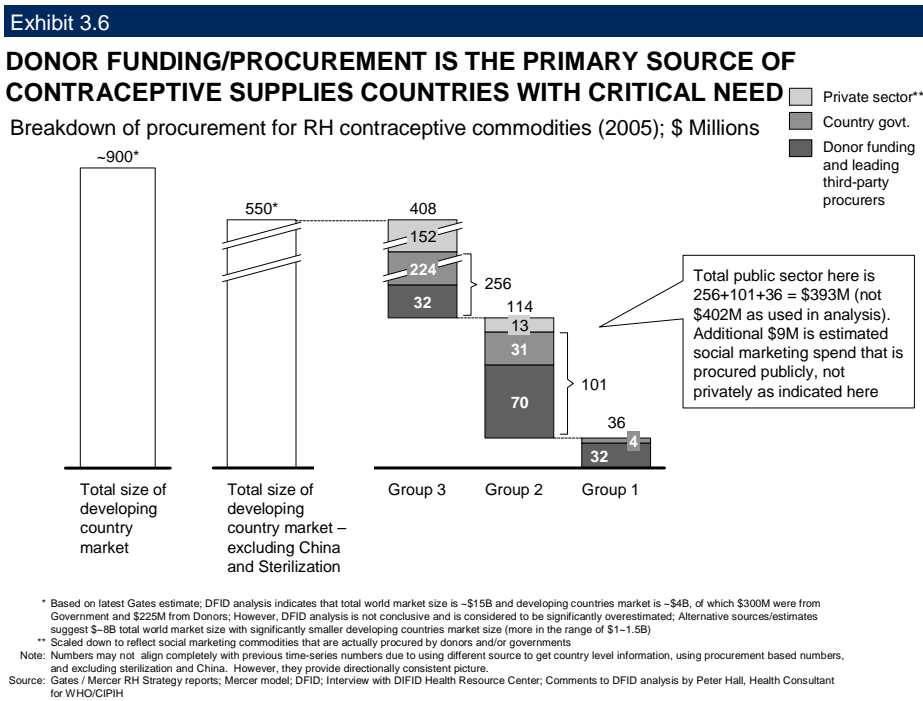 Exhibit 3.6
DONOR FUNDING/PROCUREMENT IS THE PRIMARY SOURCE OF
CONTRACEPTIVE SUPPLIES COUNTRIES WITH CRITICAL NEED
Breakdown of procurement for RH contraceptive commodities (2005); $ Millions
Private sector**
Country govt.
Donor funding
and leading
third-party
procurers
~900*
550*
408
152
224
32
256
114
13
31
70
101
36
4
32
Total public sector here is
256+101+36 = $393M (not
$402M as used in analysis).
Additional $9M is estimated
social marketing spend that is
procured publicly, not
privately as indicated here
Total size of
developing
country
market
Total size of
developing
country market –
excluding China
and Sterilization
Group 3
Group 2
Group 1
* Based on latest Gates estimate; DFID analysis indicates that total world market size is ~$15B and developing countries market is ~$4B, of which $300M were from
Government and $225M from Donors; However, DFID analysis is not conclusive and is considered to be significantly overestimated; Alternative sources/estimates
suggest $~8B total world market size with significantly smaller developing countries market size (more in the range of $1~1.5B)
** Scaled down to reflect social marketing commodities that are actually procured by donors and/or governments
Note: Numbers may not align completely with previous time-series numbers due to using different source to get country level information, using procurement based numbers,
and excluding sterilization and China. However, they provide directionally consistent picture.
Source: Gates / Mercer RH Strategy reports; Mercer model; DFID; Interview with DIFID Health Resource Center; Comments to DFID analysis by Peter Hall, Health Consultant
for WHO/CIPIH